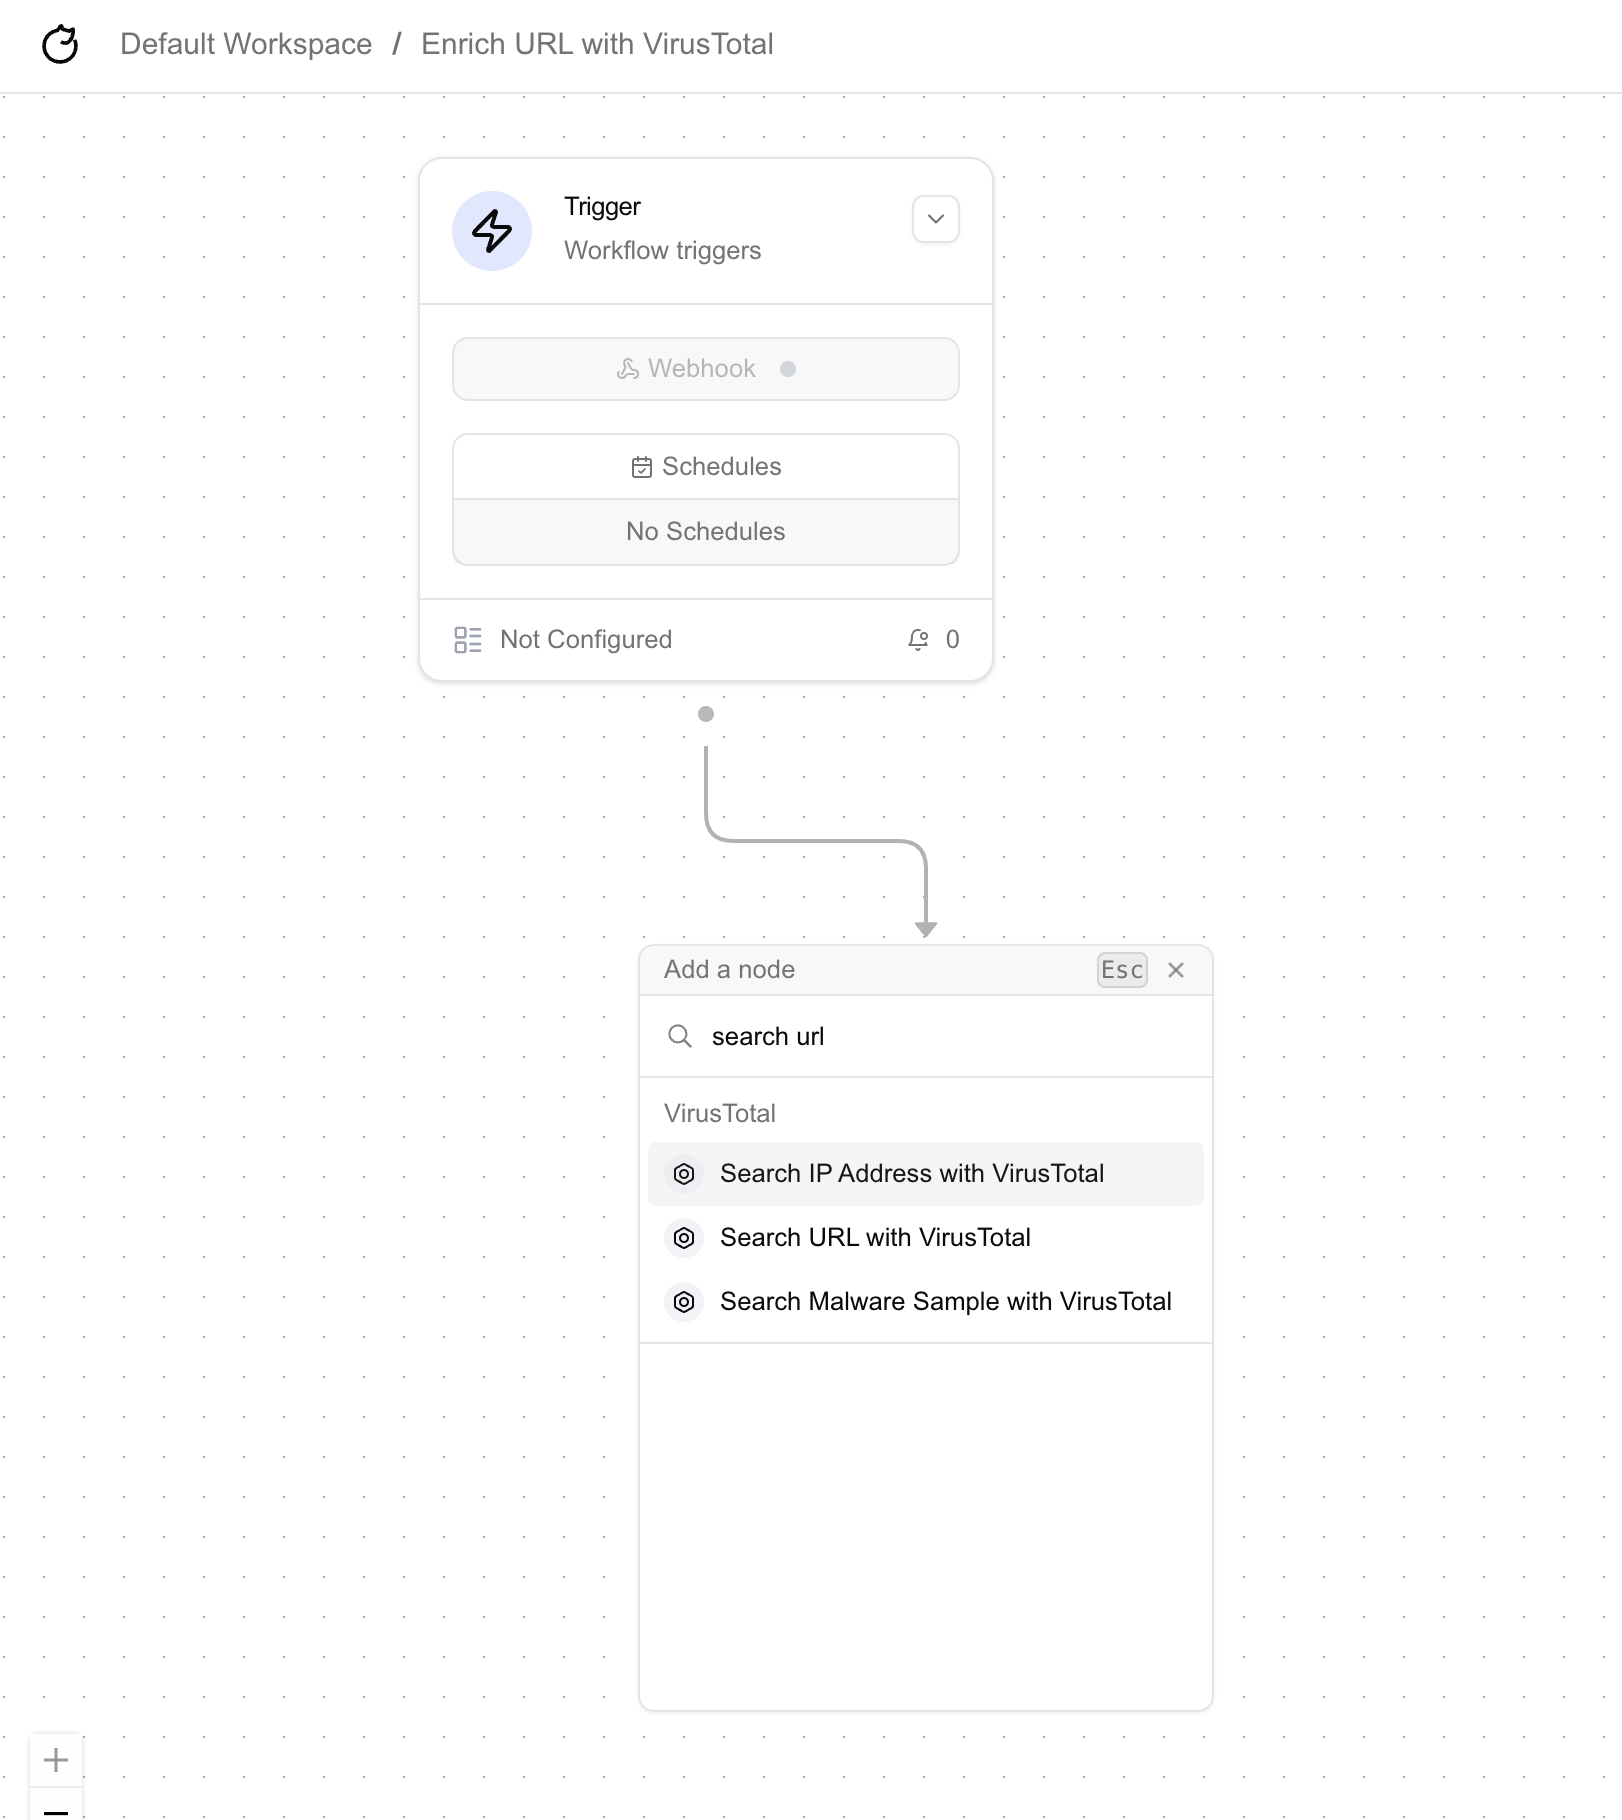 Default Workspace / Enrich URL with VirusTotal
Trigger
Workflow triggers
Webhook
Schedules
No Schedules
Not Configured 0
Add a node Esc
search url
VirusTotal
Search IP Address with VirusTotal
Search URL with VirusTotal
Search Malware Sample with VirusTotal